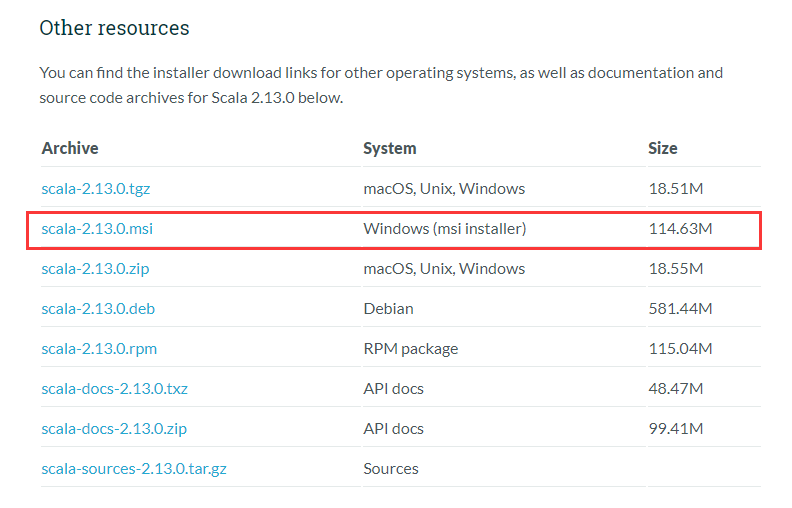 Other resources
You can find the installer download links for other operating systems, as well as documentation and
source code archives for Scala 2.13.0 below.
Archive System Size
scala-2.13.0.tgz macOS, Unix, Windows 18.51M
scala-2.13.0.msi Windows (msi installer) 114.63M
scala-2.13.0.zip macOS, Unix, Windows 18.55M
scala-2.13.0.deb Debian 581.44M
scala-2.13.0.rpm RPM package 115.04M
scala-docs-2.13.0.txz API docs 48.47M
scala-docs-2.13.0.zip API docs 99.41M
scala-sources-2.13.0.tar.gz Sources